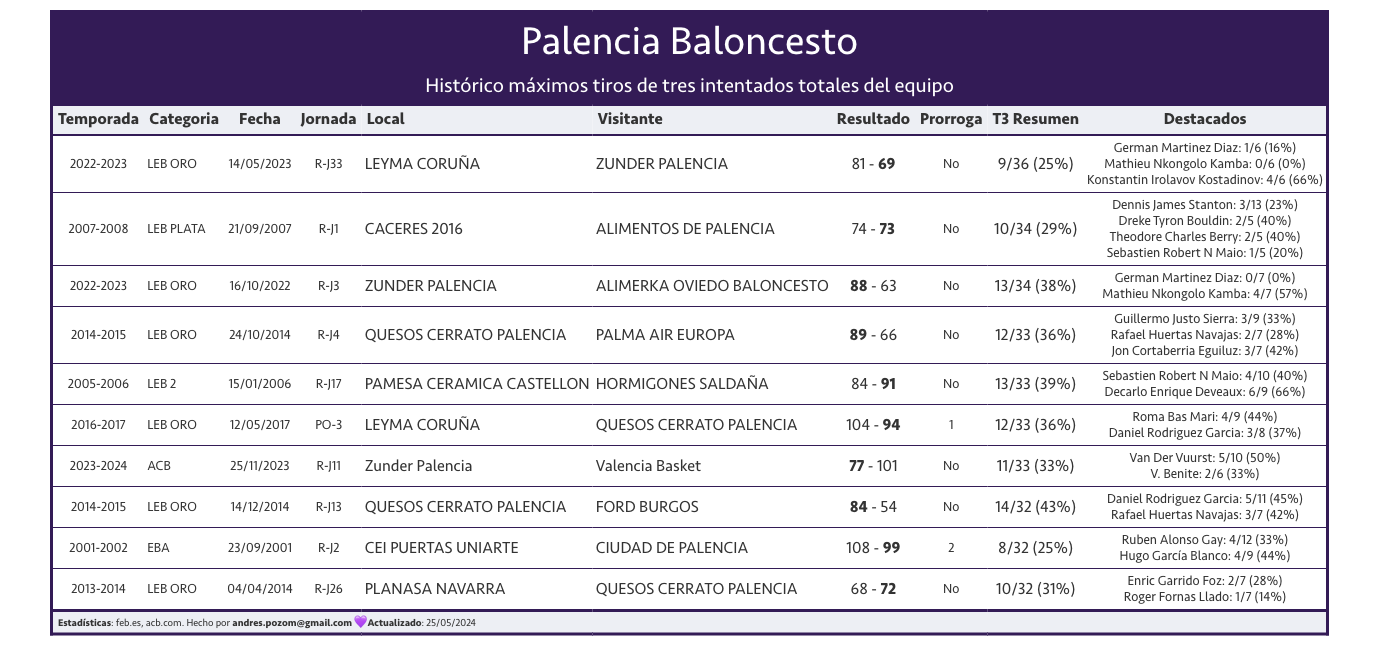 Palencia Baloncesto
Histórico máximos tiros de tres intentados totales del equipo
Temporada Categoria Fecha Jornada Local Visitante Resultado Prorroga T3 Resumen Destacados
2022-2023 LEB ORO 14/05/2023 R-J33 LEYMA CORUÑA ZUNDER PALENCIA 81 - 69 No 9/36 (25%) German Martinez Diaz: 1/6 (16%)
Mathieu Nkongolo Kamba: 0/6 (0%)
Konstantin Irolavov Kostadinov: 4/6 (66%)
2007-2008 LEB PLATA 21/09/2007 R-J1 CACERES 2016 ALIMENTOS DE PALENCIA 74 - 73 No 10/34 (29%) Dennis James Stanton: 3/13 (23%)
Dreke Tyron Bouldin: 2/5 (40%)
Theodore Charles Berry: 2/5 (40%)
Sebastien Robert N Maio: 1/5 (20%)
2022-2023 LEB ORO 16/10/2022 R-J3 ZUNDER PALENCIA ALIMERKA OVIEDO BALONCESTO 88 - 63 No 13/34 (38%) German Martinez Diaz: 0/7 (0%)
Mathieu Nkongolo Kamba: 4/7 (57%)
2014-2015 LEB ORO 24/10/2014 R-J4 QUESOS CERRATO PALENCIA PALMA AIR EUROPA 89 - 66 No 12/33 (36%) Guillermo Justo Sierra: 3/9 (33%)
Rafael Huertas Navajas: 2/7 (28%)
Jon Cortaberria Eguiluz: 3/7 (42%)
2005-2006 LEB 2 15/01/2006 R-J17 PAMESA CERAMICA CASTELLON HORMIGONES SALDAÑA 84 - 91 No 13/33 (39%) Sebastien Robert N Maio: 4/10 (40%)
Decarlo Enrique Deveaux: 6/9 (66%)
2016-2017 LEB ORO 12/05/2017 PO-3 LEYMA CORUÑA QUESOS CERRATO PALENCIA 104 - 94 1 12/33 (36%) Roma Bas Mari: 4/9 (44%)
Daniel Rodriguez Garcia: 3/8 (37%)
2023-2024 ACB 25/11/2023 R-J11 Zunder Palencia Valencia Basket 77 - 101 No 11/33 (33%) Van Der Vuurst: 5/10 (50%)
V. Benite: 2/6 (33%)
2014-2015 LEB ORO 14/12/2014 R-J13 QUESOS CERRATO PALENCIA FORD BURGOS 84 - 54 No 14/32 (43%) Daniel Rodriguez Garcia: 5/11 (45%)
Rafael Huertas Navajas: 3/7 (42%)
2001-2002 EBA 23/09/2001 R-J2 CEI PUERTAS UNIARTE CIUDAD DE PALENCIA 108 - 99 2 8/32 (25%) Ruben Alonso Gay: 4/12 (33%)
Hugo García Blanco: 4/9 (44%)
2013-2014 LEB ORO 04/04/2014 R-J26 PLANASA NAVARRA QUESOS CERRATO PALENCIA 68 - 72 No 10/32 (31%) Enric Garrido Foz: 2/7 (28%)
Roger Fornas Llado: 1/7 (14%)
Estadísticas: feb.es, acb.com. Hecho por andres.pozom@gmail.com 💜Actualizado: 25/05/2024